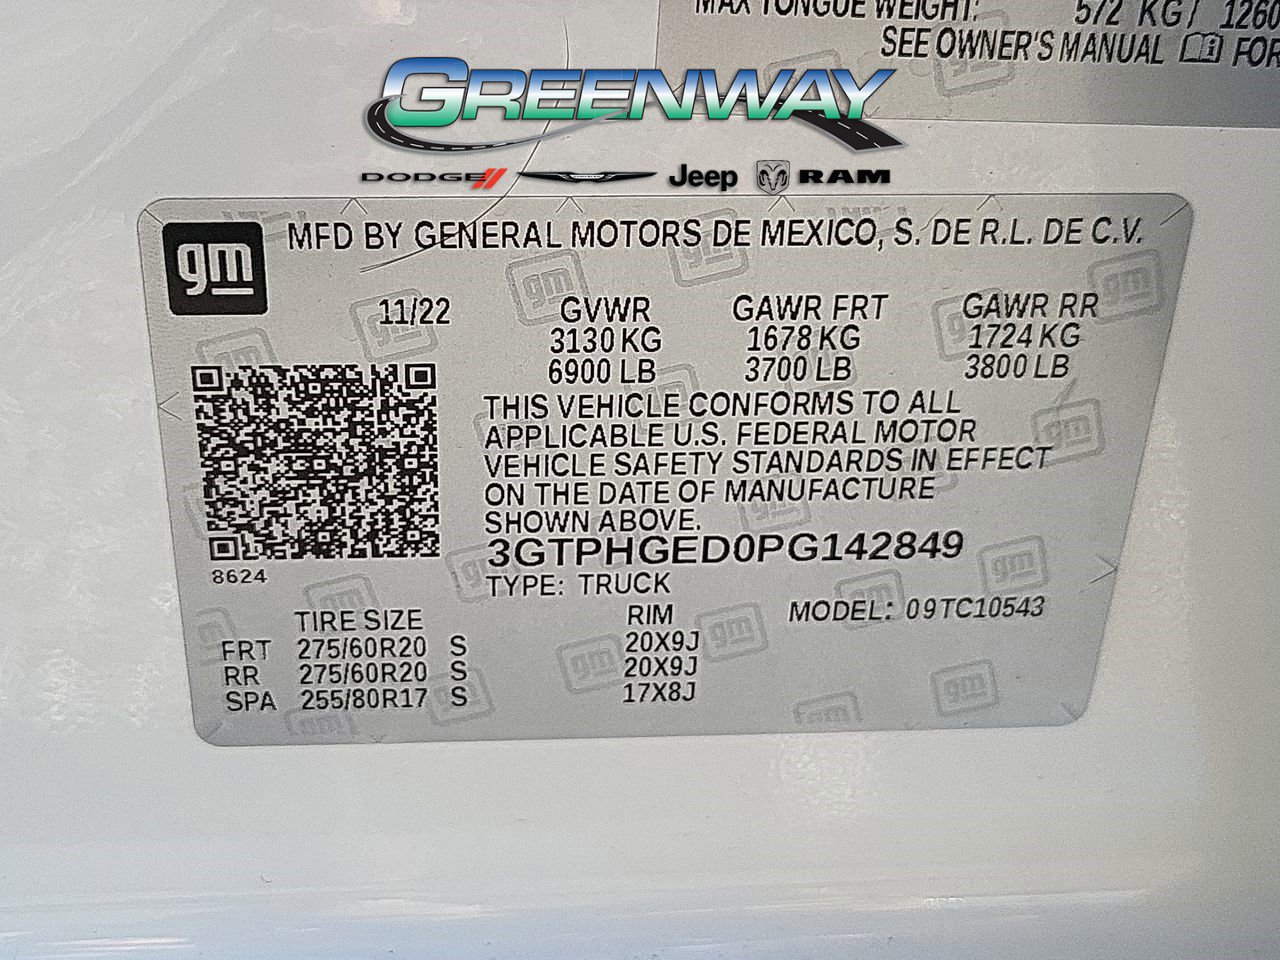 MAX TONGUE WEIGHT: 572 KG / 1260
SEE OWNER'S MANUAL FOR
GREENWAY
DODGE Jeep RAM
gm MFD BY GENERAL MOTORS DE MEXICO, S. DE R.L. DE C.V.
11/22 GVWR GAWR FRT GAWR RR
3130 KG 1678 KG 1724 KG
6900 LB 3700 LB 3800 LB
THIS VEHICLE CONFORMS TO ALL
APPLICABLE U.S. FEDERAL MOTOR
VEHICLE SAFETY STANDARDS IN EFFECT
ON THE DATE OF MANUFACTURE
SHOWN ABOVE.
3GTPHGED0PG142849
8624
TYPE: TRUCK
TIRE SIZE RIM MODEL: 09TC10543
FRT 275/60R20 S 20X9J
RR 275/60R20 S 20X9J
SPA 255/80R17 S 17X8J